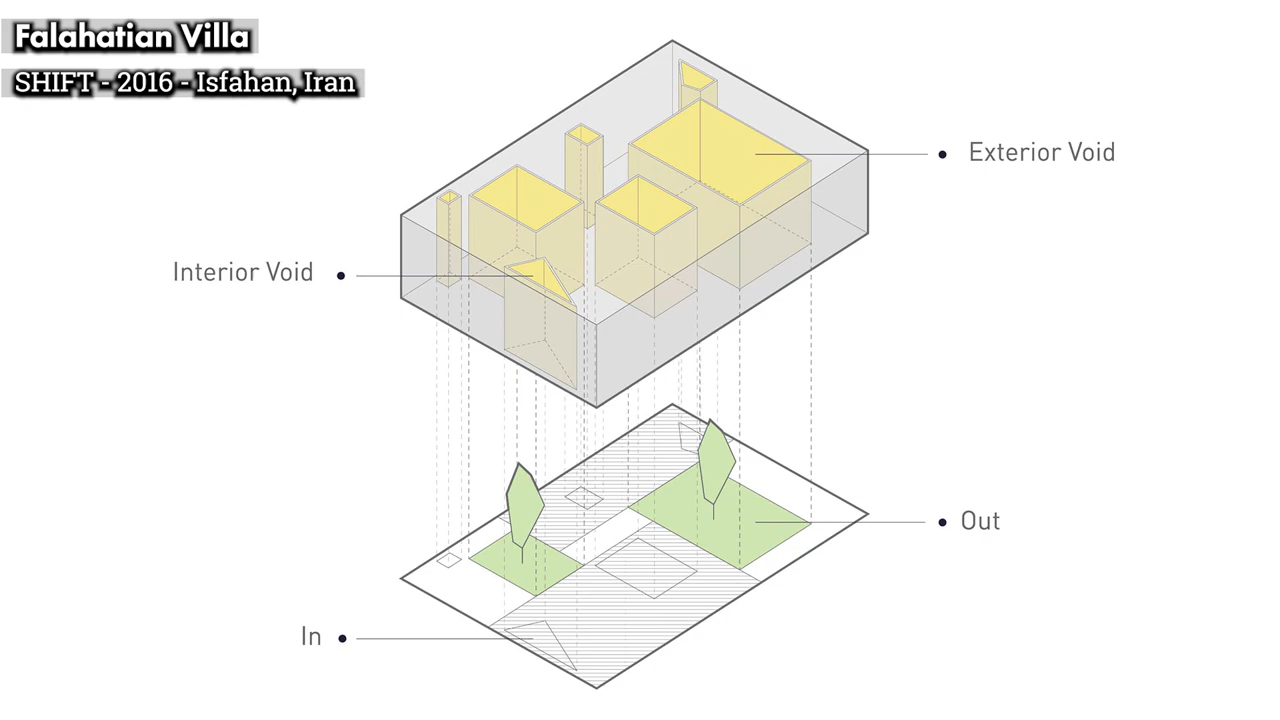 Falahatian Villa
SHIFT - 2016 - Isfahan, Iran
Exterior Void
Interior Void
Out
In